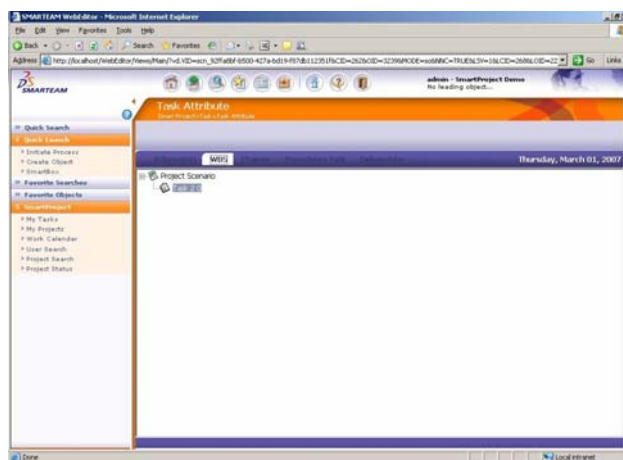 SMARTEAM WebEditor - Microsoft Internet Explorer
File Edit View Favorites Tools Help
Back Search Favorites
Address Go Links
SMARTEAM
admin - SmartProject Demo
No leading object...
Task Attribute
Quick Search
Quick Launch
Initiate Process
Create Object
SmartBox
Favorite Searches
Favorite Objects
SmartProject
My Tasks
My Projects
Work Calendar
User Search
Project Search
Project Status
WBS
Thursday, March 01, 2007
Project Scenario
Done
Local intranet